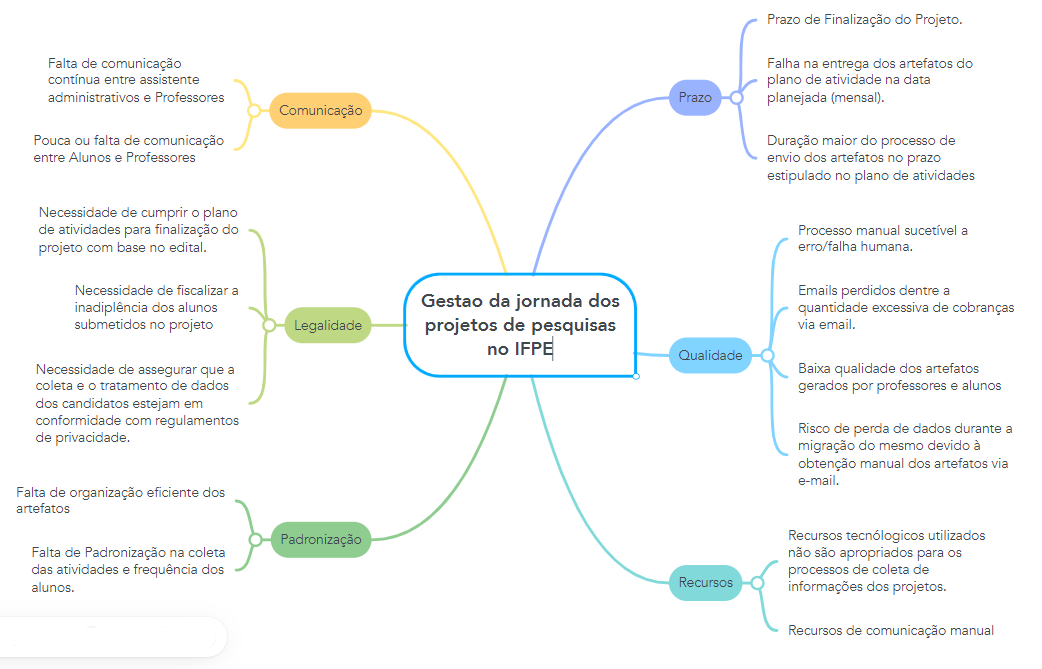 Gestao da jornada dos
projetos de pesquisas
no IFPE
Comunicação
Falta de comunicação
contínua entre assistente
administrativos e Professores
Pouca ou falta de comunicação
entre Alunos e Professores
Legalidade
Necessidade de cumprir o plano
de atividades para finalização do
projeto com base no edital.
Necessidade de fiscalizar a
inadiplência dos alunos
submetidos no projeto
Necessidade de assegurar que a
coleta e o tratamento de dados
dos candidatos estejam em
conformidade com regulamentos
de privacidade.
Padronização
Falta de organização eficiente dos
artefatos
Falta de Padronização na coleta
das atividades e frequência dos
alunos.
Prazo
Prazo de Finalização do Projeto.
Falha na entrega dos artefatos do
plano de atividade na data
planejada (mensal).
Duração maior do processo de
envio dos artefatos no prazo
estipulado no plano de atividades
Qualidade
Processo manual sucetível a
erro/falha humana.
Emails perdidos dentre a
quantidade excessiva de cobranças
via email.
Baixa qualidade dos artefatos
gerados por professores e alunos
Risco de perda de dados durante a
migração do mesmo devido à
obtenção manual dos artefatos via
e-mail.
Recursos
Recursos tecnólogicos utilizados
não são apropriados para os
processos de coleta de
informações dos projetos.
Recursos de comunicação manual